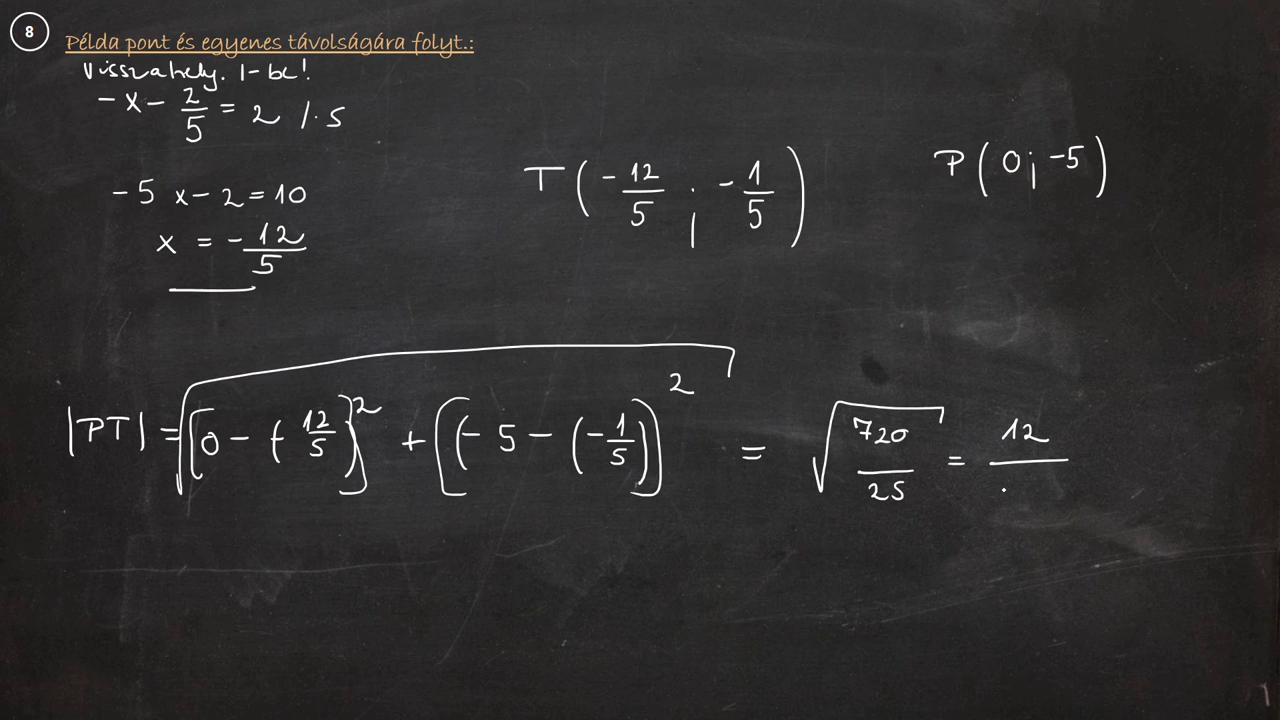 8
Példa pont és egyenes távolságára folyt.:
Visszahely. 1-be!
-x - 2/5 = 2 /·5
-5x - 2 = 10
x = -12/5
T(-12/5 ; -1/5)
P(0; -5)
|PT| = √([0 - (-12/5)]² + [(-5 - (-1/5))]²) = √(720/25) = 12/